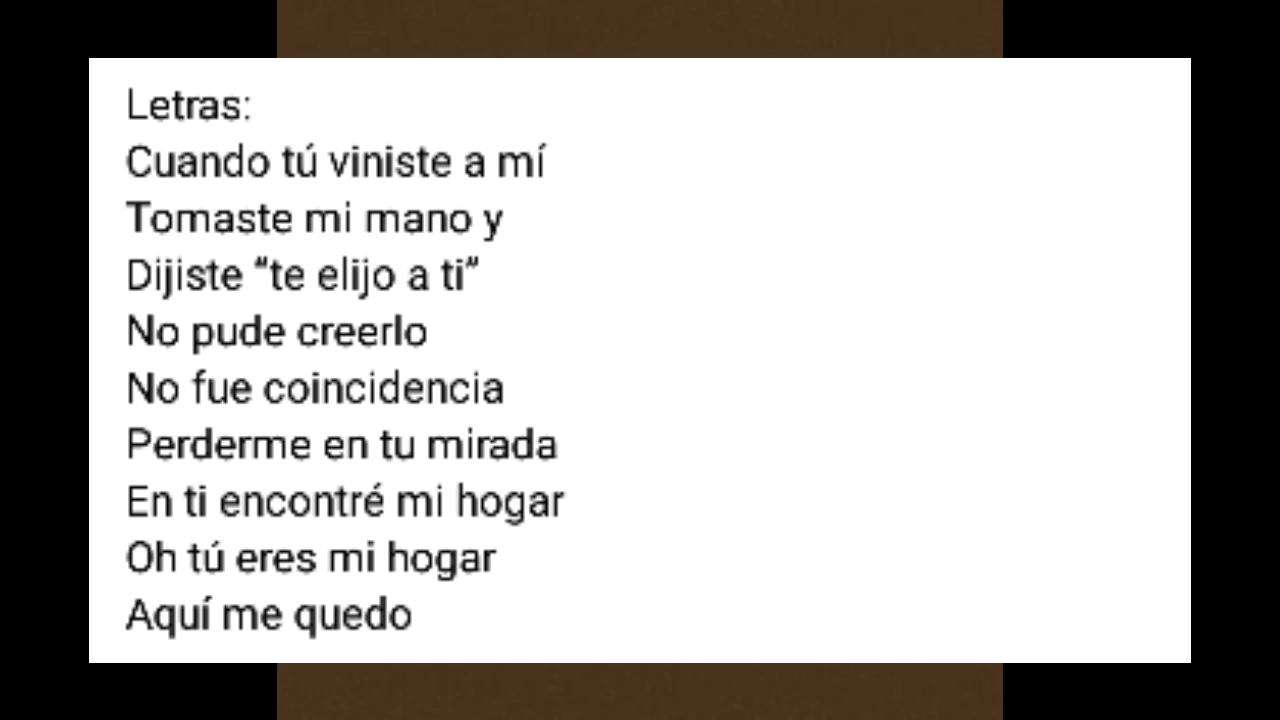 Letras:
Cuando tú viniste a mí
Tomaste mi mano y
Dijiste “te elijo a ti”
No pude creerlo
No fue coincidencia
Perderme en tu mirada
En ti encontré mi hogar
Oh tú eres mi hogar
Aquí me quedo